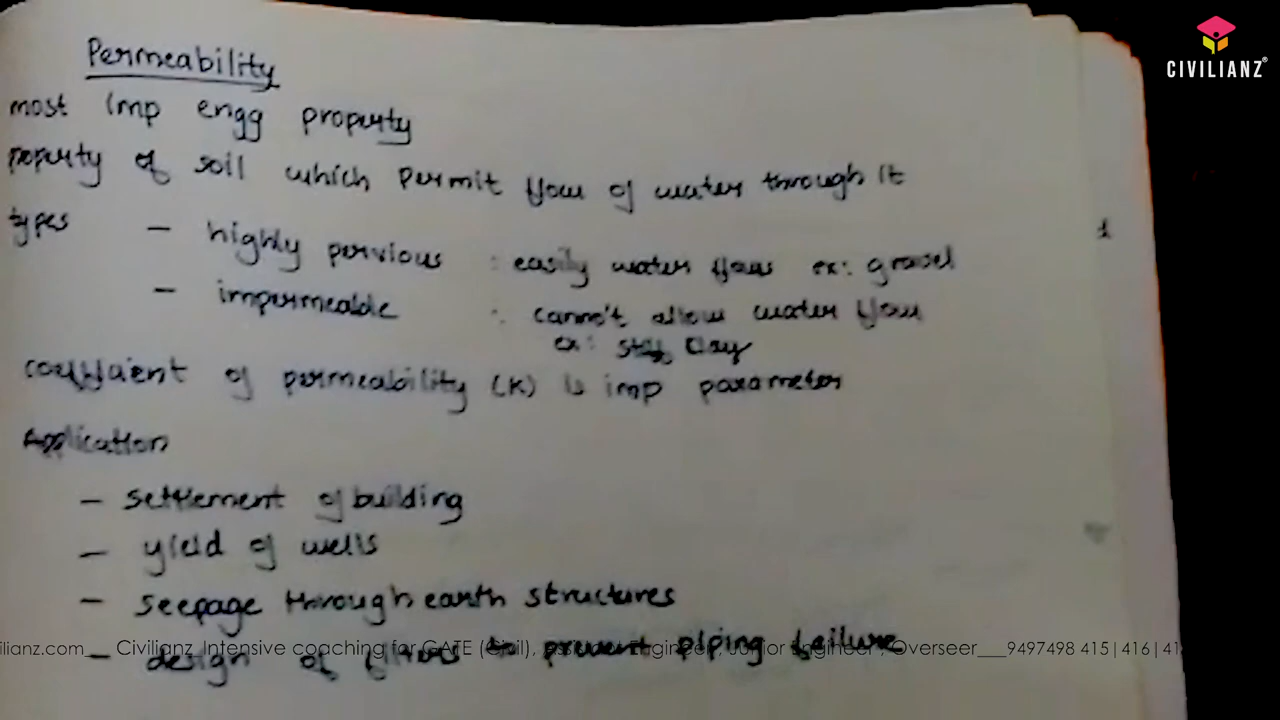 CIVILIANZ®
Permeability
most imp engg property
property of soil which permit flow of water through it
types – highly pervious : easily water flows ex: gravel
– impermeable : cannot allow water flow
ex: stiff clay
coefficient of permeability (K) is imp parameter
Application
– settlement of building
– yield of wells
– seepage through earth structures
– design of filters to prevent piping failure
ilianz.com ___ Civilianz Intensive coaching for GATE (Civil), Assistant Engineer, Junior Engineer, Overseer___9497498 415|416|41